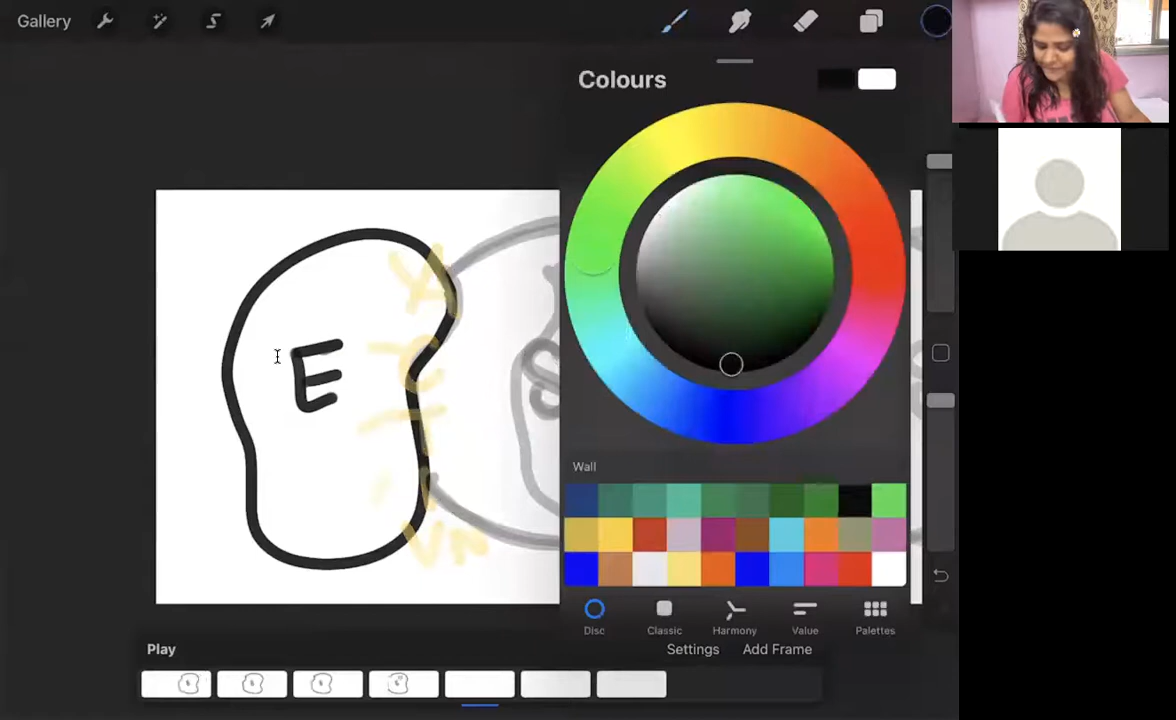 Gallery
Colours
E
Wall
Disc
Classic
Harmony
Value
Palettes
Play
Settings
Add Frame